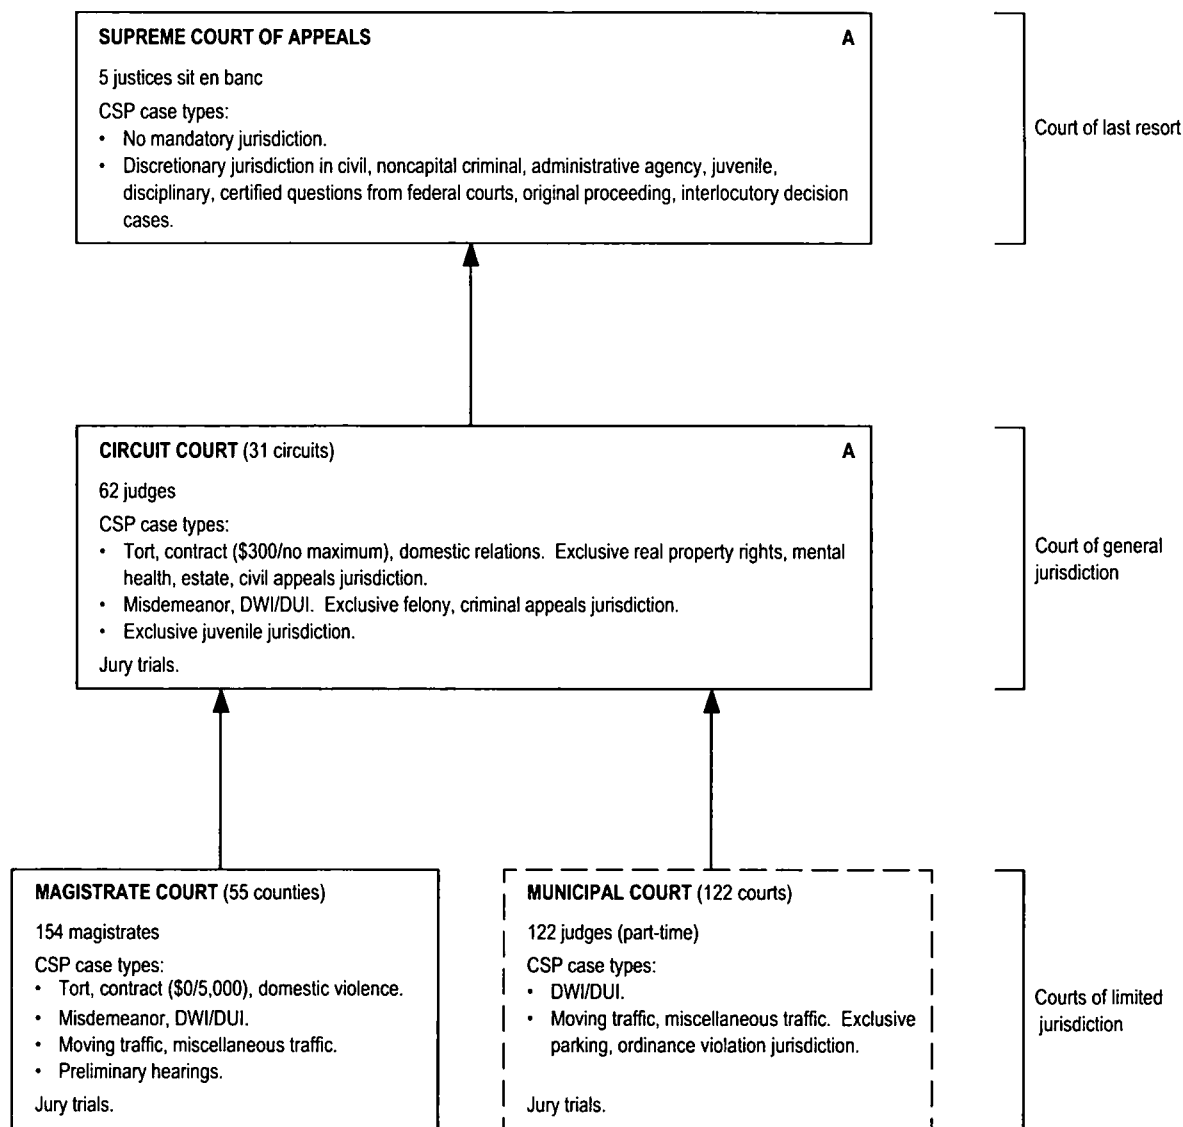 SUPREME COURT OF APPEALS A
5 justices sit en banc
CSP case types:
• No mandatory jurisdiction.
• Discretionary jurisdiction in civil, noncapital criminal, administrative agency, juvenile,
disciplinary, certified questions from federal courts, original proceeding, interlocutory decision
cases.
Court of last resort
CIRCUIT COURT (31 circuits) A
62 judges
CSP case types:
• Tort, contract ($300/no maximum), domestic relations. Exclusive real property rights, mental
health, estate, civil appeals jurisdiction.
• Misdemeanor, DWI/DUI. Exclusive felony, criminal appeals jurisdiction.
• Exclusive juvenile jurisdiction.
Jury trials.
Court of general
jurisdiction
MAGISTRATE COURT (55 counties)
154 magistrates
CSP case types:
• Tort, contract ($0/5,000), domestic violence.
• Misdemeanor, DWI/DUI.
• Moving traffic, miscellaneous traffic.
• Preliminary hearings.
Jury trials.
MUNICIPAL COURT (122 courts)
122 judges (part-time)
CSP case types:
• DWI/DUI.
• Moving traffic, miscellaneous traffic. Exclusive
parking, ordinance violation jurisdiction.
Jury trials.
Courts of limited
jurisdiction